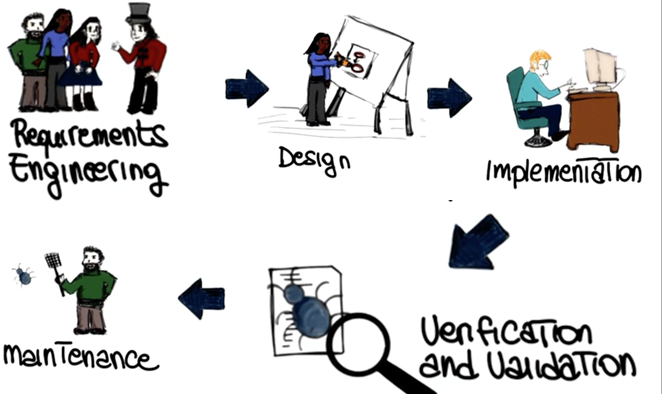 Requirements
Engineering
Design
Implementation
Verification
and Validation
maintenance